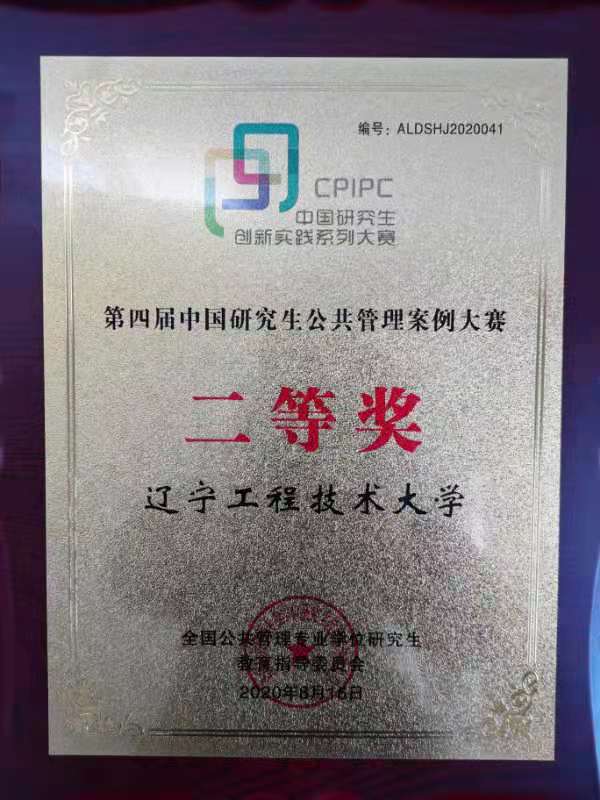 编号：ALDSHJ2020041
CPIPC
中国研究生
创新实践系列大赛
第四届中国研究生公共管理案例大赛
二等奖
辽宁工程技术大学
全国公共管理专业学位研究生
教育指导委员会
2020年8月16日